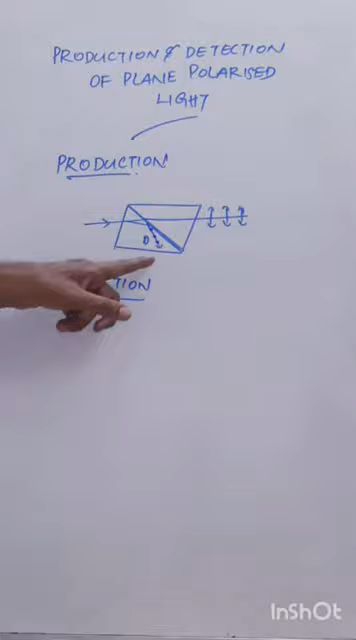 PRODUCTION & DETECTION
OF PLANE POLARISED
LIGHT
PRODUCTION
O
TION
InShOt